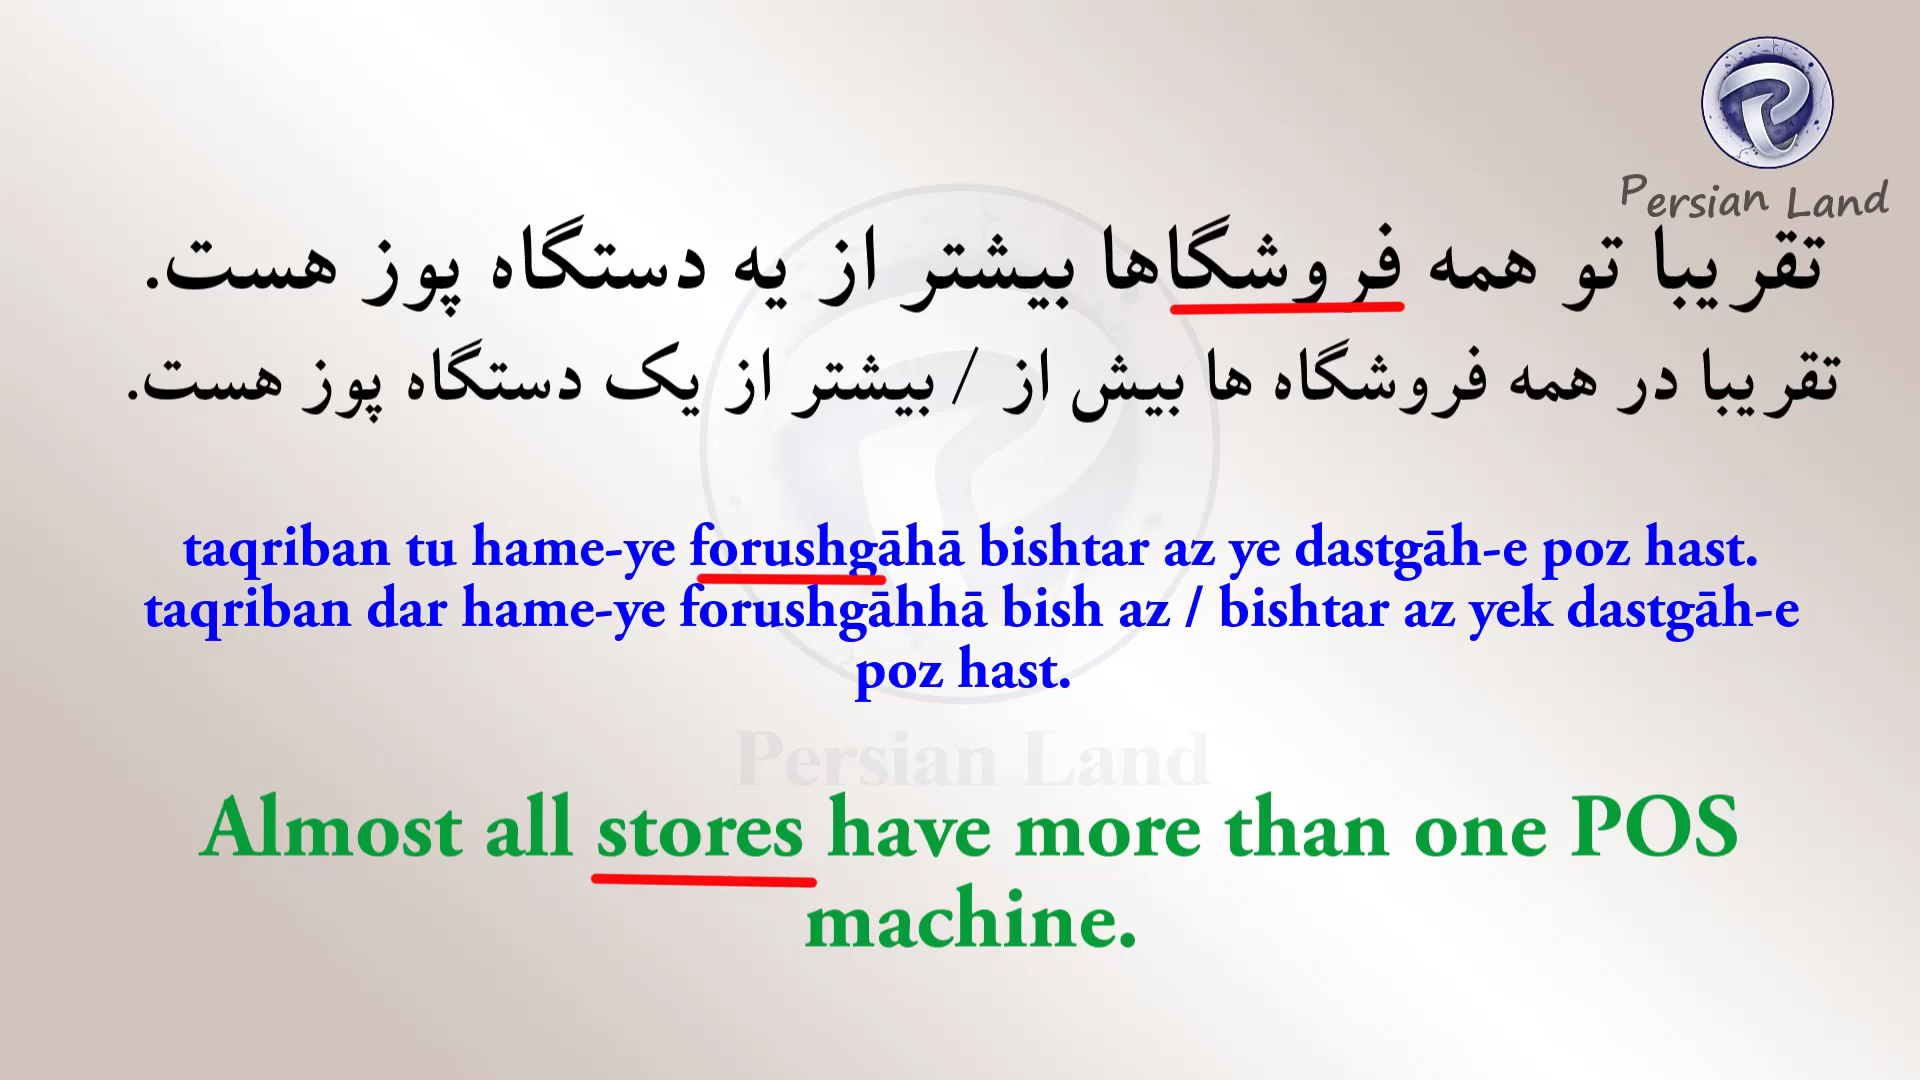 Persian Land
تقریبا تو همه فروشگاها بیشتر از یه دستگاه پوز هست.
تقریبا در همه فروشگاه ها بیش از / بیشتر از یک دستگاه پوز هست.
taqriban tu hame-ye forushgāhā bishtar az ye dastgāh-e poz hast.
taqriban dar hame-ye forushgāhhā bish az / bishtar az yek dastgāh-e
poz hast.
Persian Land
Almost all stores have more than one POS
machine.